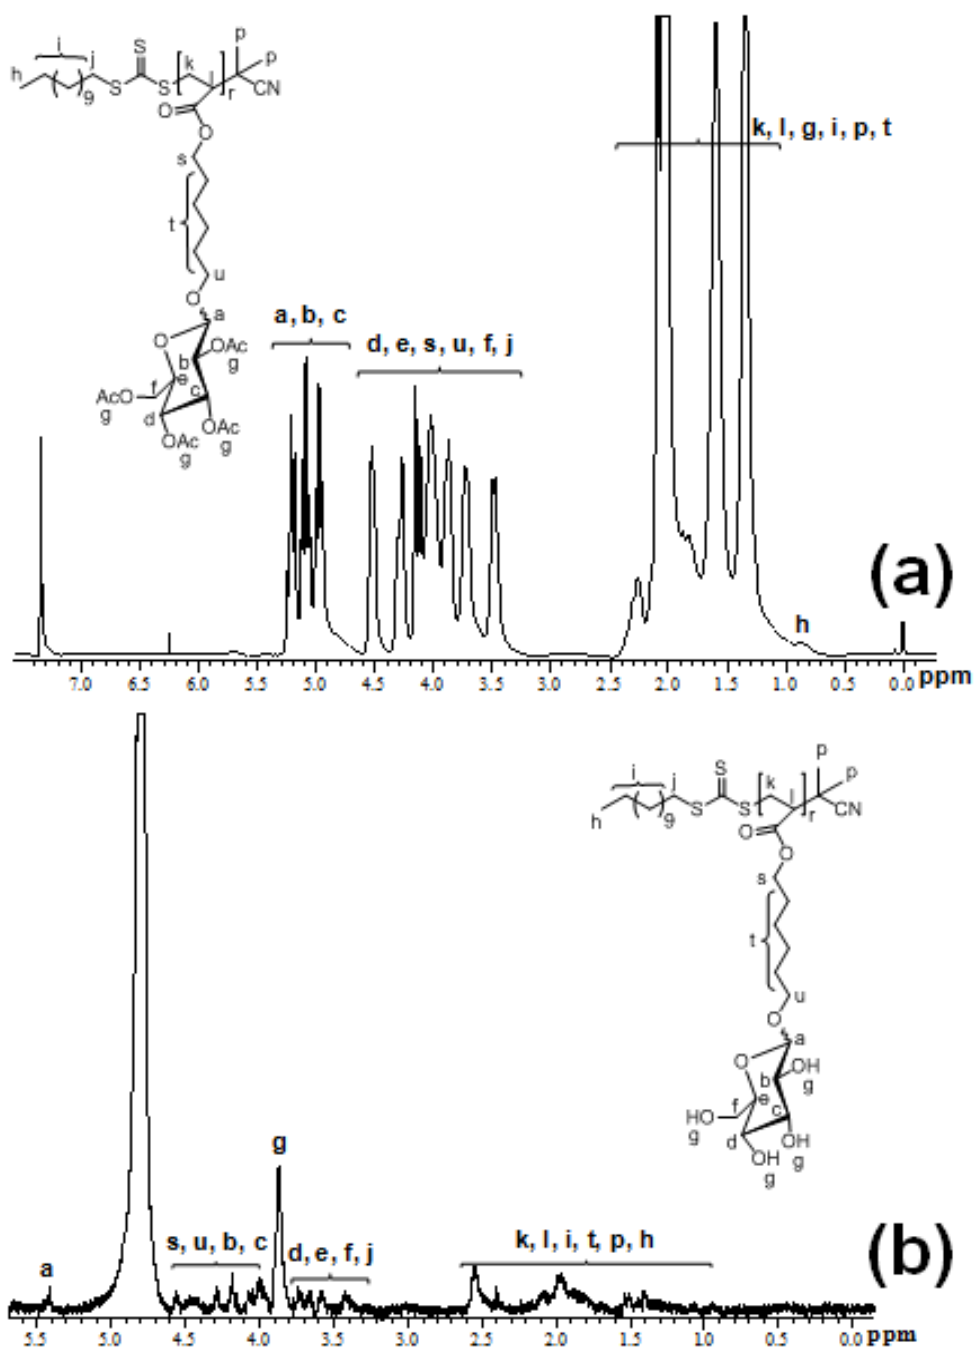 p
i
p
j
S
k
h
S
S
l
r
CN
9
O
O
k, l, g, i, p, t
s
t
u
O
a
a, b, c
d, e, s, u, f, j
O
b
OAc
g
e
f
AcO
c
g
d
OAc
OAc
g
g
(a)
h
7.0 6.5 6.0 5.5 5.0 4.5 4.0 3.5 3.0 2.5 2.0 1.5 1.0 0.5 0.0 ppm
p
i
p
j
S
k
h
S
S
l
r
CN
9
O
O
s
t
u
O
a
O
b
OH
g
e
f
HO
c
g
d
OH
OH
g
g
g
(b)
s, u, b, c
d, e, f, j
k, l, i, t, p, h
a
5.5 5.0 4.5 4.0 3.5 3.0 2.5 2.0 1.5 1.0 0.5 0.0 ppm